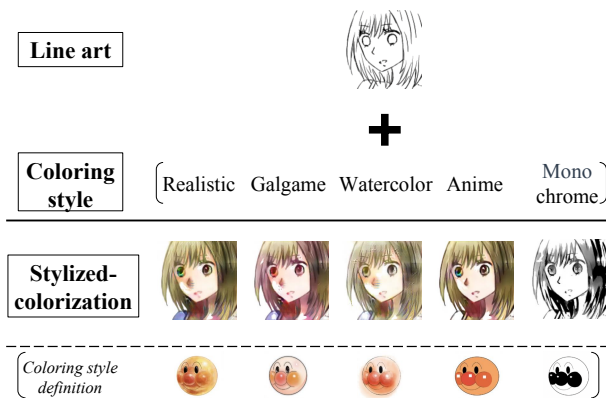 Line art
Coloring
style
Realistic Galgame Watercolor Anime Mono
chrome
Stylized-
colorization
Coloring style
definition